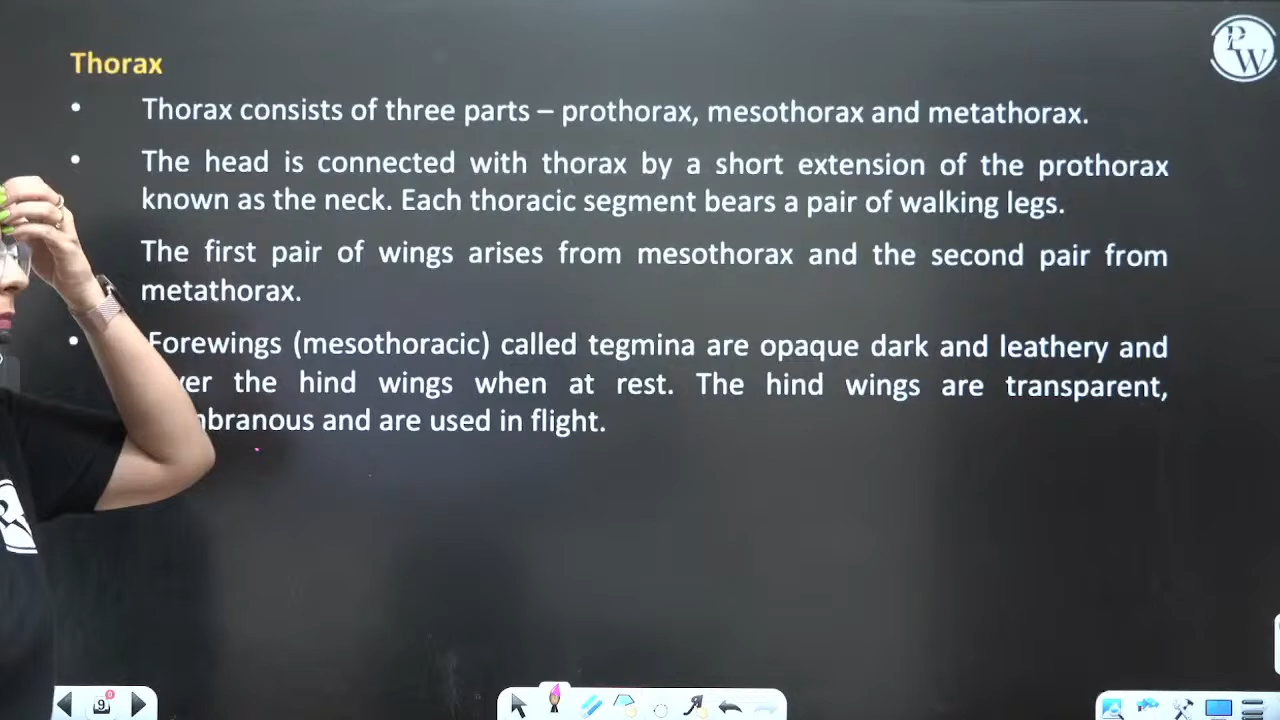 PW
Thorax
• Thorax consists of three parts – prothorax, mesothorax and metathorax.
• The head is connected with thorax by a short extension of the prothorax
known as the neck. Each thoracic segment bears a pair of walking legs.
The first pair of wings arises from mesothorax and the second pair from
metathorax.
• Forewings (mesothoracic) called tegmina are opaque dark and leathery and
the hind wings when at rest. The hind wings are transparent,
and are used in flight.
9 0